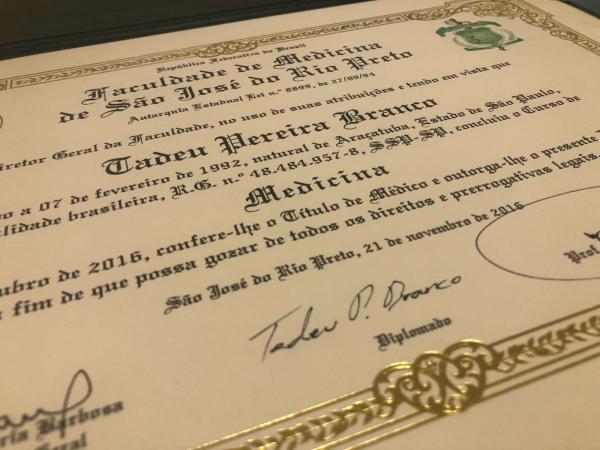 República Federativa do Brasil
Faculdade de Medicina
de São José do Rio Preto
Autarquia Estadual Lei n.º 8899, de 27/09/94
Diretor Geral da Faculdade, no uso de suas atribuições e tendo em vista que
Tadeu Pereira Branco
a 07 de fevereiro de 1992, natural de Araçatuba, Estado de São Paulo,
brasileira, R.G. n.º 48.484.957-8, SSP-SP, concluiu o Curso de
Medicina
de 2016, confere-lhe o Título de Médico e outorga-lhe o presente
fim de que possa gozar de todos os direitos e prerrogativas legais.
São José do Rio Preto, 21 de novembro de 2016
Prof.
Tadeu P. Branco
Diplomado
Barbosa